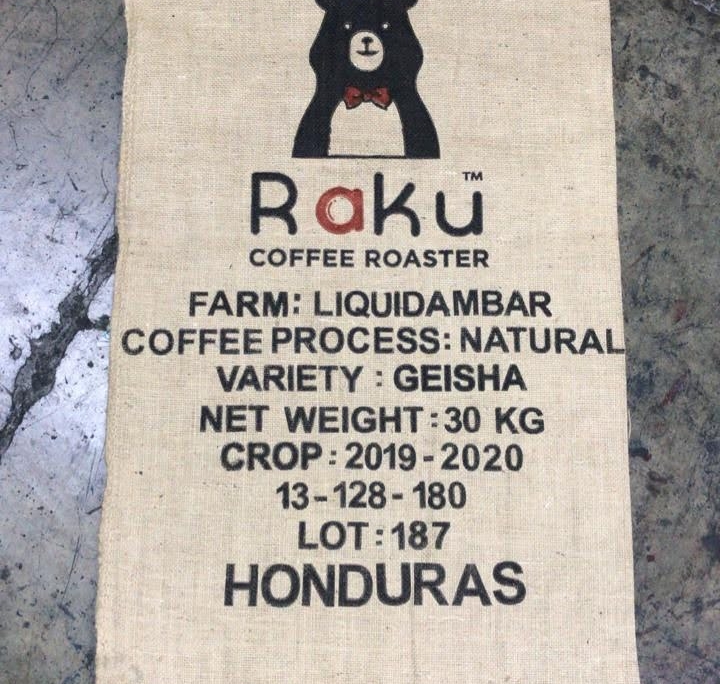 Raku™
COFFEE ROASTER
FARM: LIQUIDAMBAR
COFFEE PROCESS: NATURAL
VARIETY : GEISHA
NET WEIGHT : 30 KG
CROP : 2019 - 2020
13 - 128 - 180
LOT : 187
HONDURAS